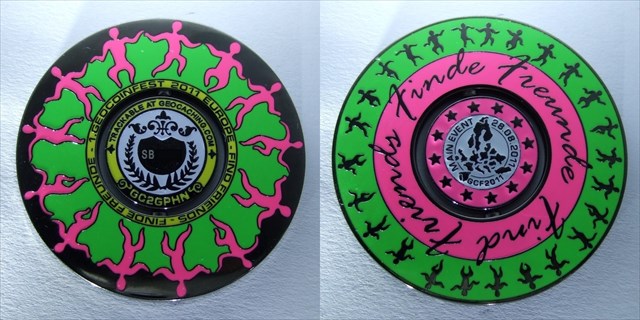 1.GEOCOINFEST 2011 EUROPE - FIND FRIENDS - FINDE FREUNDE -
TRACKABLE AT GEOCACHING.COM
SB
GC2GPHN
Finde Freunde
Find Friends
MAIN EVENT 28.08.2011
GCF2011